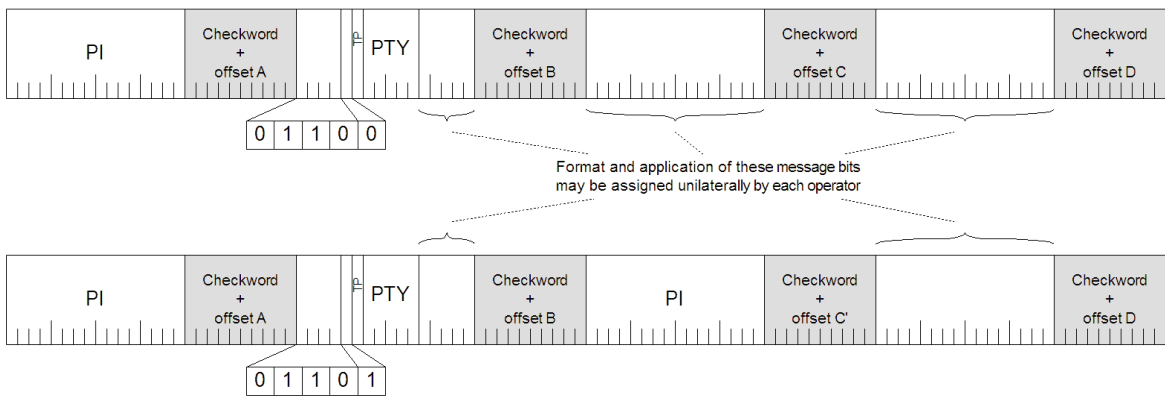 PI
Checkword
+
offset A
TP
PTY
Checkword
+
offset B
Checkword
+
offset C
Checkword
+
offset D
0 1 1 0 0
Format and application of these message bits
may be assigned unilaterally by each operator
PI
Checkword
+
offset A
TP
PTY
Checkword
+
offset B
PI
Checkword
+
offset C'
Checkword
+
offset D
0 1 1 0 1